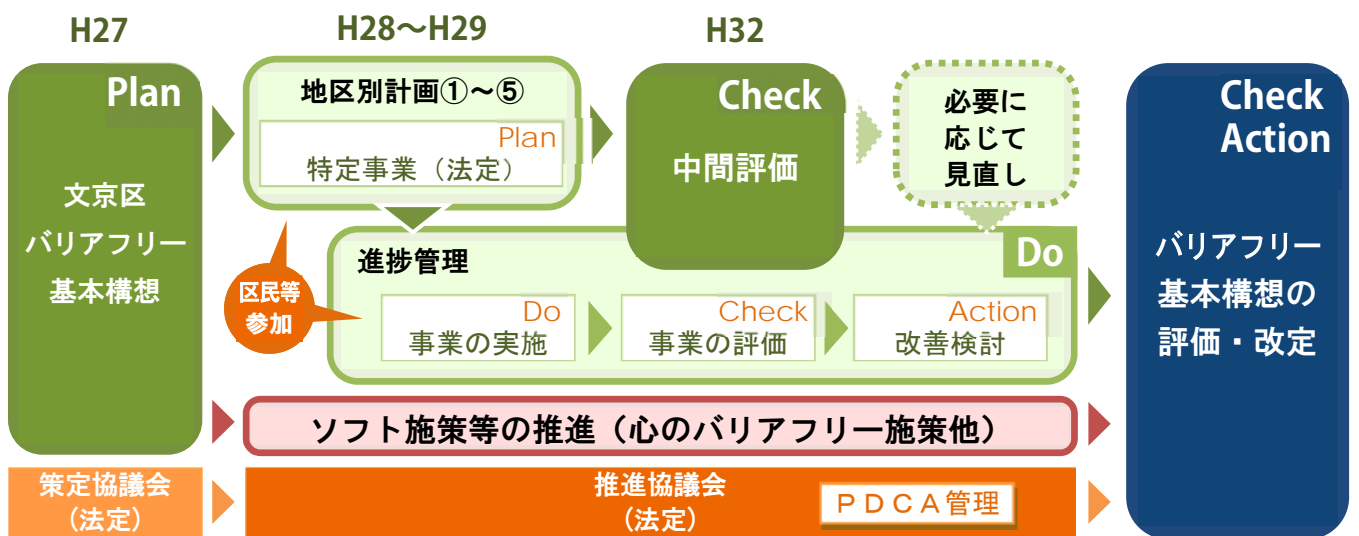 H27
H28～H29
H32
Plan
文京区
バリアフリー
基本構想
地区別計画①～⑤
Plan
特定事業（法定）
Check
中間評価
必要に
応じて
見直し
Check
Action
バリアフリー
基本構想の
評価・改定
区民等
参加
進捗管理
Do
Do
事業の実施
Check
事業の評価
Action
改善検討
ソフト施策等の推進（心のバリアフリー施策他）
策定協議会
（法定）
推進協議会
（法定）
ＰＤＣＡ管理